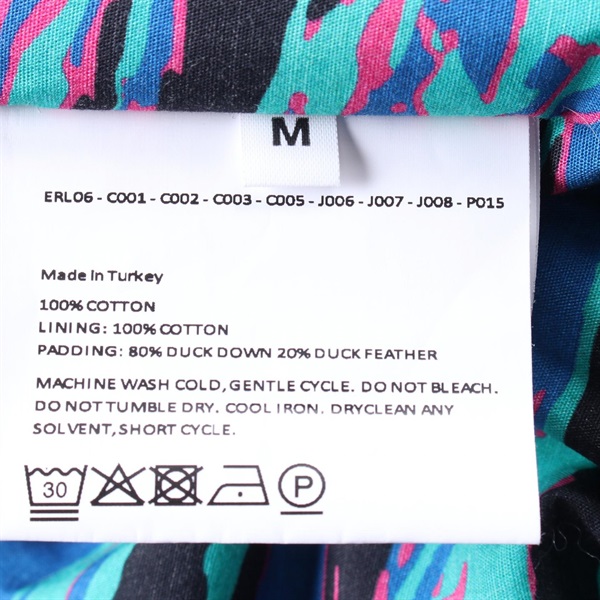 M
ERL06 - C001 - C002 - C003 - C005 - J006 - J007 - J008 - P015
Made in Turkey
100% COTTON
LINING: 100% COTTON
PADDING: 80% DUCK DOWN 20% DUCK FEATHER
MACHINE WASH COLD, GENTLE CYCLE. DO NOT BLEACH.
DO NOT TUMBLE DRY. COOL IRON. DRYCLEAN ANY
SOLVENT, SHORT CYCLE.
30 P